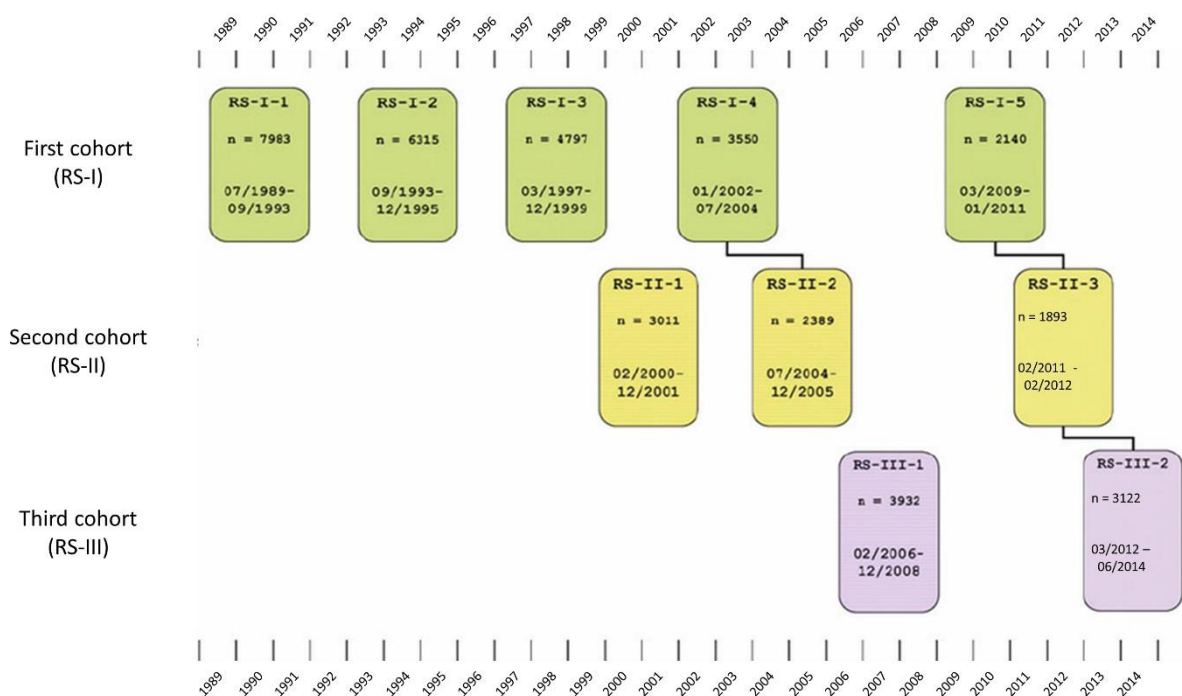 1989 1990 1991 1992 1993 1994 1995 1996 1997 1998 1999 2000 2001 2002 2003 2004 2005 2006 2007 2008 2009 2010 2011 2012 2013 2014
First cohort
(RS-I)
RS-I-1
n = 7983
07/1989-
09/1993
RS-I-2
n = 6315
09/1993-
12/1995
RS-I-3
n = 4797
03/1997-
12/1999
RS-I-4
n = 3550
01/2002-
07/2004
RS-I-5
n = 2140
03/2009-
01/2011
Second cohort
(RS-II)
RS-II-1
n = 3011
02/2000-
12/2001
RS-II-2
n = 2389
07/2004-
12/2005
RS-II-3
n = 1893
02/2011 -
02/2012
Third cohort
(RS-III)
RS-III-1
n = 3932
02/2006-
12/2008
RS-III-2
n = 3122
03/2012 –
06/2014
1989 1990 1991 1992 1993 1994 1995 1996 1997 1998 1999 2000 2001 2002 2003 2004 2005 2006 2007 2008 2009 2010 2011 2012 2013 2014